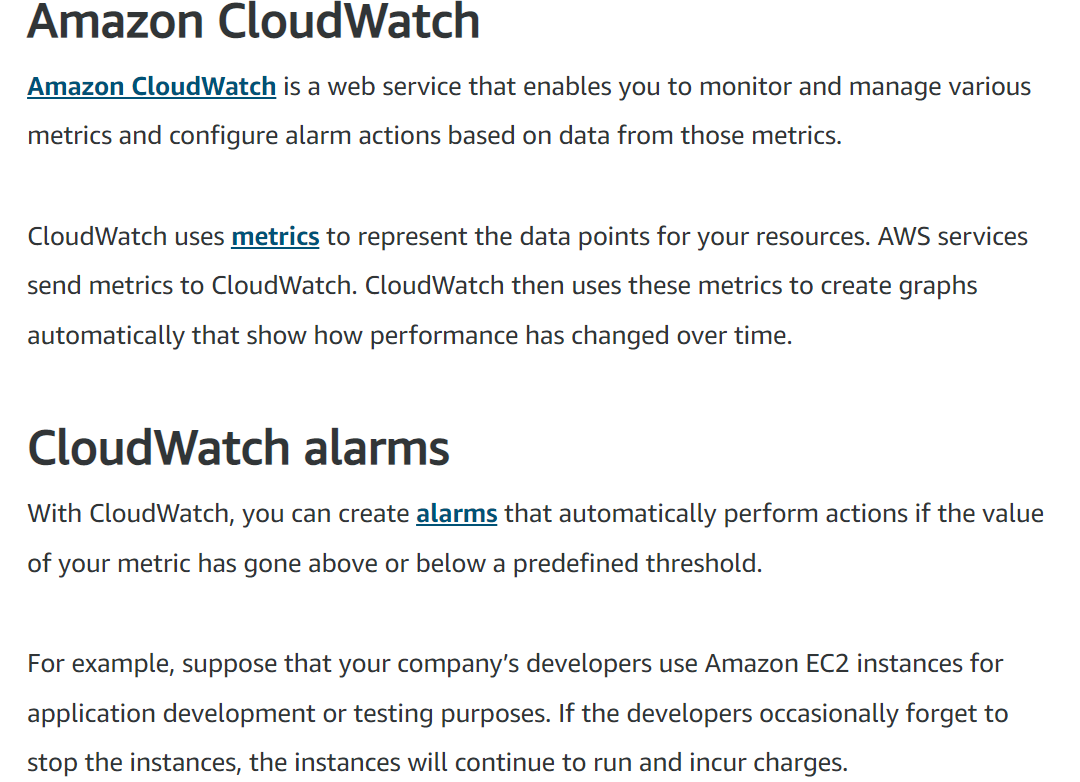 Amazon CloudWatch
Amazon CloudWatch is a web service that enables you to monitor and manage various
metrics and configure alarm actions based on data from those metrics.
CloudWatch uses metrics to represent the data points for your resources. AWS services
send metrics to CloudWatch. CloudWatch then uses these metrics to create graphs
automatically that show how performance has changed over time.
CloudWatch alarms
With CloudWatch, you can create alarms that automatically perform actions if the value
of your metric has gone above or below a predefined threshold.
For example, suppose that your company’s developers use Amazon EC2 instances for
application development or testing purposes. If the developers occasionally forget to
stop the instances, the instances will continue to run and incur charges.